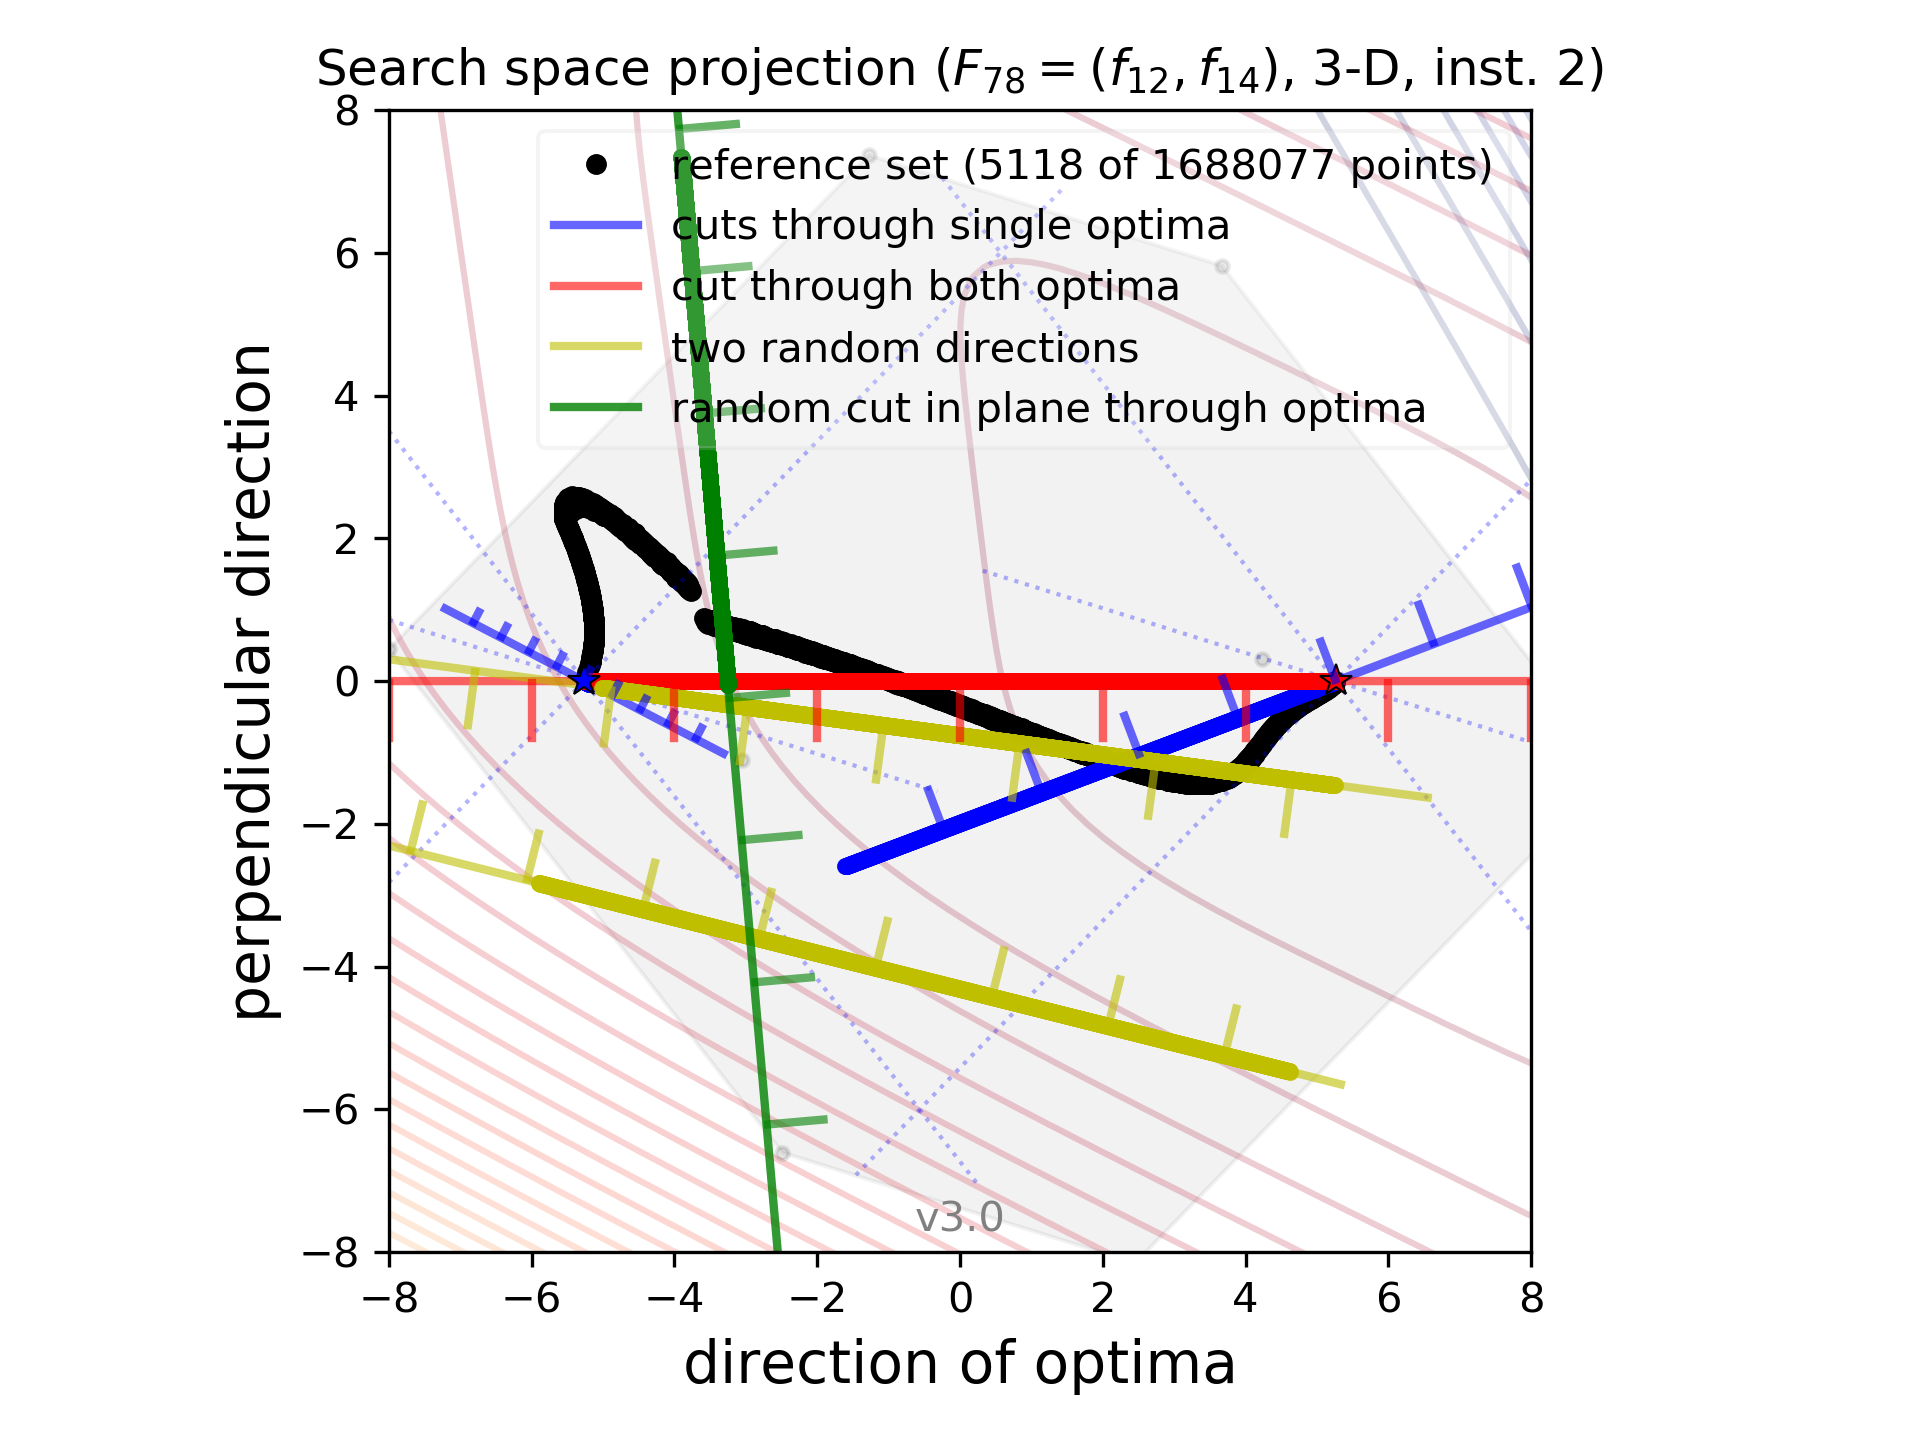 Search space projection (F78 = (f12, f14), 3-D, inst. 2)
reference set (5118 of 1688077 points)
cuts through single optima
cut through both optima
two random directions
random cut in plane through optima
8
6
4
2
0
−2
−4
−6
−8
perpendicular direction
v3.0
−8 −6 −4 −2 0 2 4 6 8
direction of optima